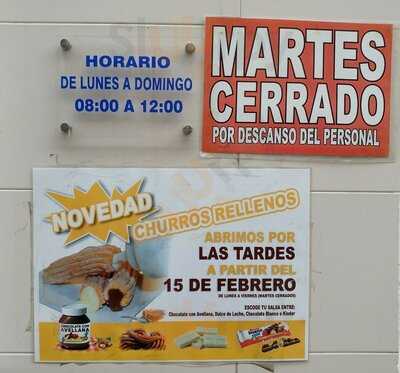 HORARIO
DE LUNES A DOMINGO
08:00 A 12:00
MARTES
CERRADO
POR DESCANSO DEL PERSONAL
NOVEDAD
CHURROS RELLENOS
ABRIMOS POR
LAS TARDES
A PARTIR DEL
15 DE FEBRERO
DE LUNES A VIERNES (MARTES CERRADOS)
ESCOGE TU SALSA ENTRE:
Chocolate con Avellana, Dulce de Leche, Chocolate Blanco o Kinder
CHOCOLATE CON
AVELLANA